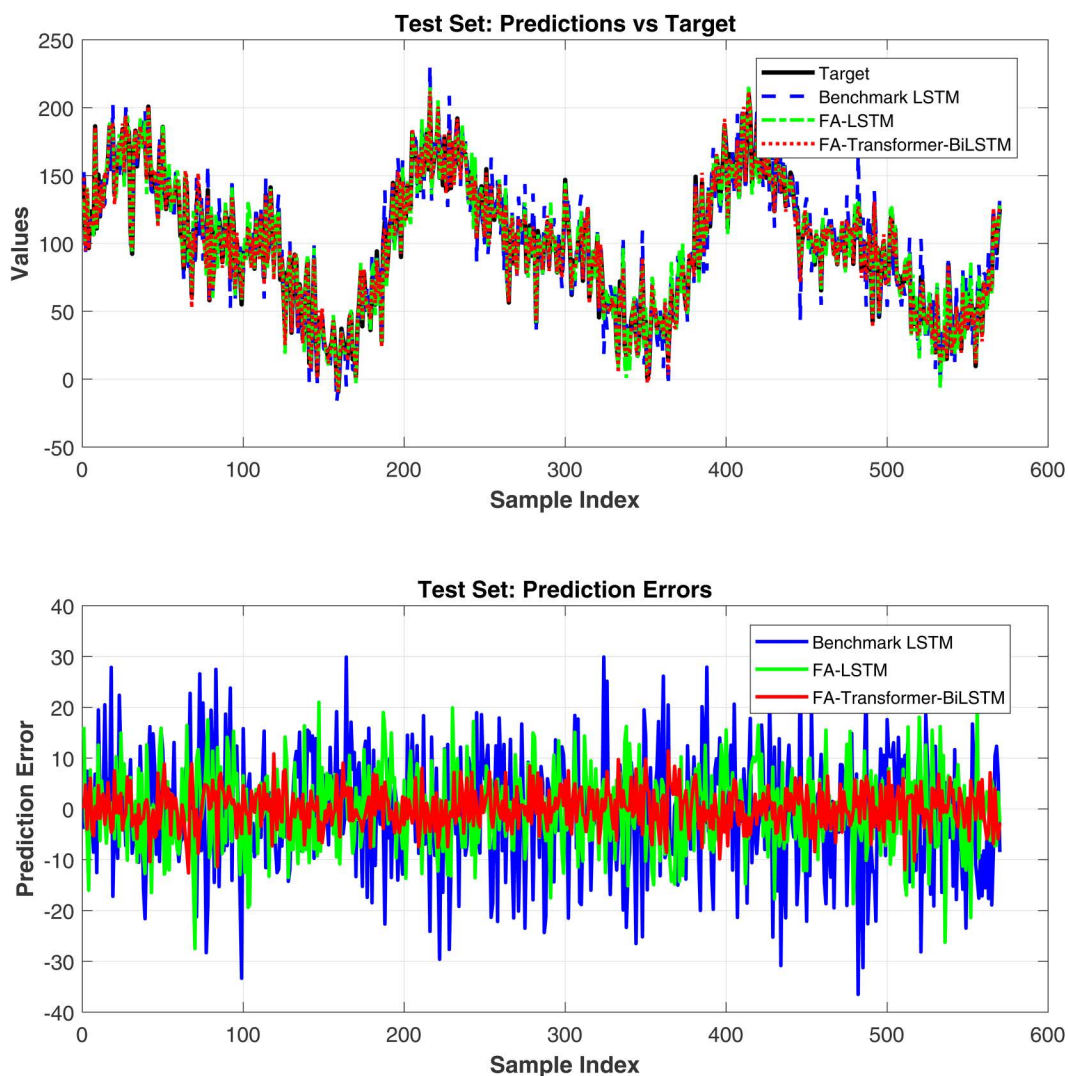 Test Set: Predictions vs Target
250
200
150
100
50
0
-50
Values
Target
Benchmark LSTM
FA-LSTM
FA-Transformer-BiLSTM
0 100 200 300 400 500 600
Sample Index
Test Set: Prediction Errors
40
30
20
10
0
-10
-20
-30
-40
Prediction Error
Benchmark LSTM
FA-LSTM
FA-Transformer-BiLSTM
0 100 200 300 400 500 600
Sample Index